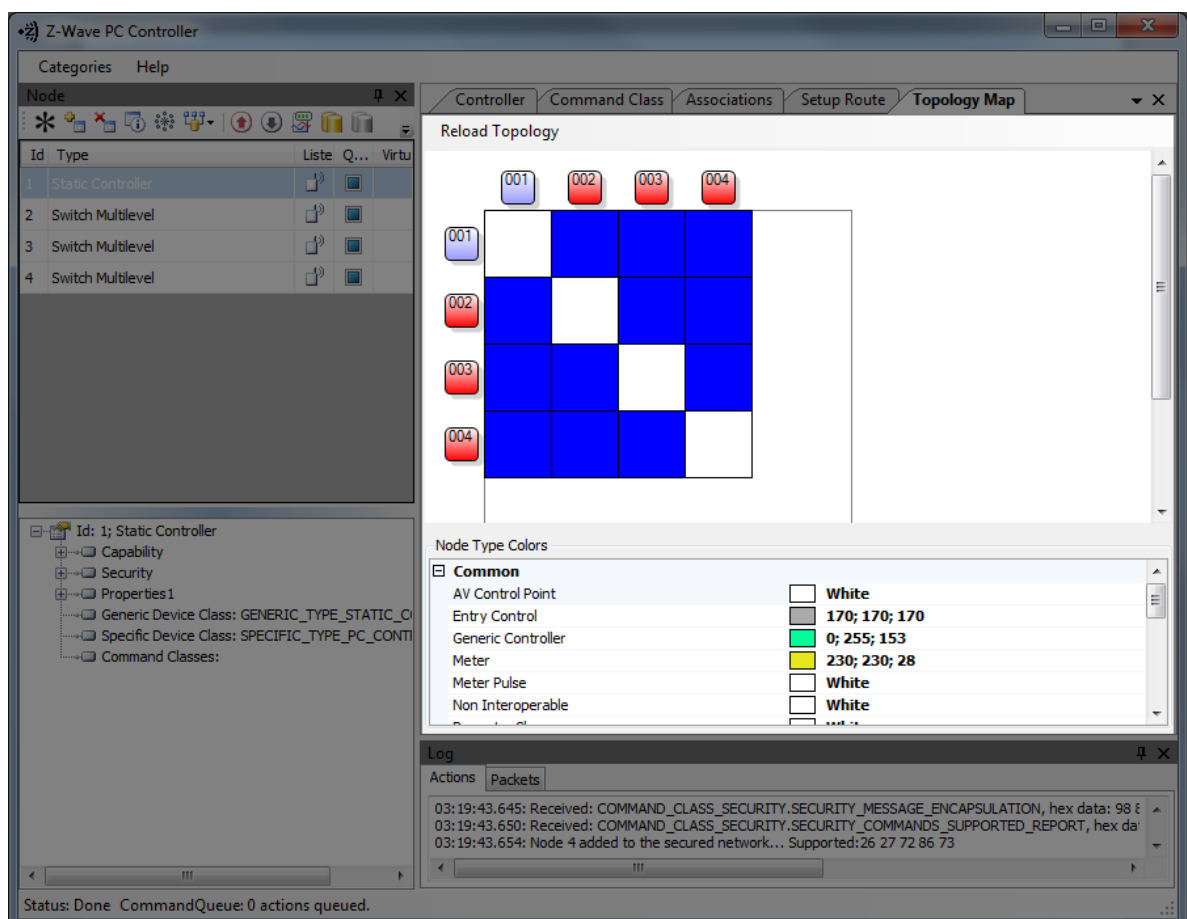 Z-Wave PC Controller
Categories Help
Node
Id Type Liste Q... Virtu
1 Static Controller
2 Switch Multilevel
3 Switch Multilevel
4 Switch Multilevel
Id: 1; Static Controller
Capability
Security
Properties1
Generic Device Class: GENERIC_TYPE_STATIC_C
Specific Device Class: SPECIFIC_TYPE_PC_CONT
Command Classes:
Controller Command Class Associations Setup Route Topology Map
Reload Topology
001 002 003 004
001
002
003
004
Node Type Colors
Common
AV Control Point White
Entry Control 170; 170; 170
Generic Controller 0; 255; 153
Meter 230; 230; 28
Meter Pulse White
Non Interoperable White
Log
Actions Packets
03:19:43.645: Received: COMMAND_CLASS_SECURITY.SECURITY_MESSAGE_ENCAPSULATION, hex data: 98 8
03:19:43.650: Received: COMMAND_CLASS_SECURITY.SECURITY_COMMANDS_SUPPORTED_REPORT, hex da
03:19:43.654: Node 4 added to the secured network... Supported:26 27 72 86 73
Status: Done CommandQueue: 0 actions queued.